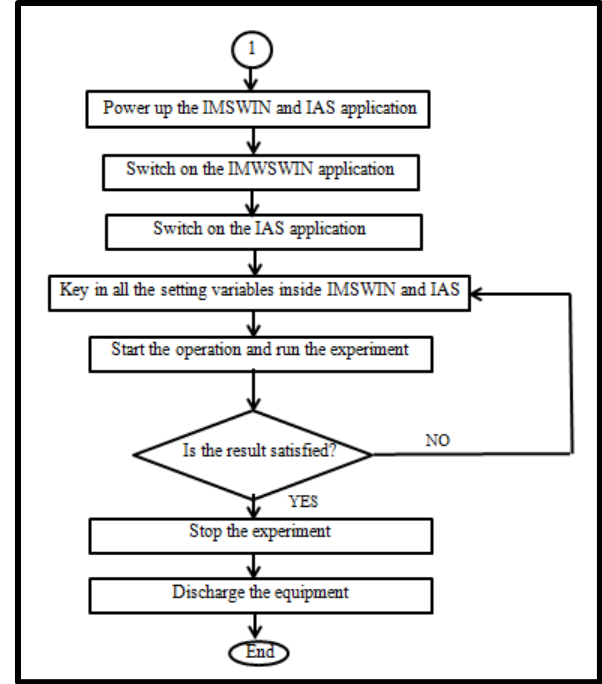 1
Power up the IMSWIN and IAS application
Switch on the IMWSWIN application
Switch on the IAS application
Key in all the setting variables inside IMSWIN and IAS
Start the operation and run the experiment
Is the result satisfied?
NO
YES
Stop the experiment
Discharge the equipment
End